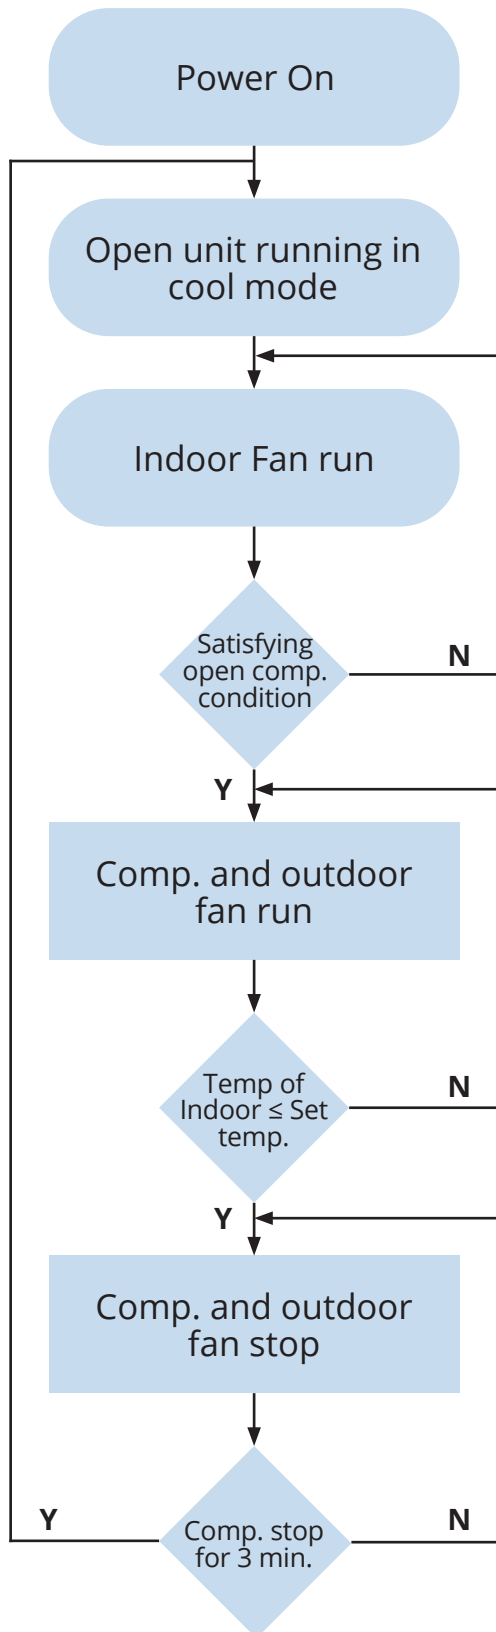 Power On
Open unit running in
cool mode
Indoor Fan run
Satisfying
open comp.
condition
N
Y
Comp. and outdoor
fan run
Temp of
Indoor ≤ Set
temp.
N
Y
Comp. and outdoor
fan stop
Y
Comp. stop
for 3 min.
N